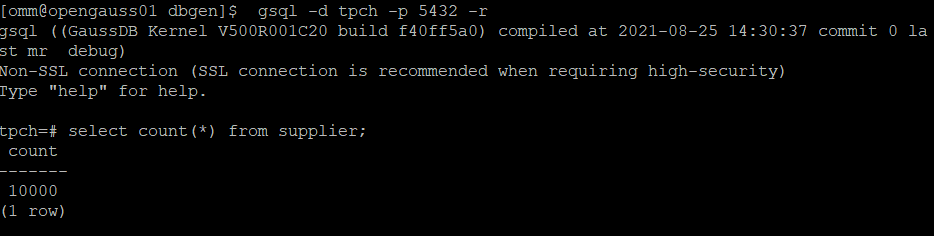 [omm@opengauss01 dbgen]$  gsql -d tpch -p 5432 -r
gsql ((GaussDB Kernel V500R001C20 build f40ff5a0) compiled at 2021-08-25 14:30:37 commit 0 la
st mr  debug)
Non-SSL connection (SSL connection is recommended when requiring high-security)
Type "help" for help.

tpch=# select count(*) from supplier;
 count
-------
 10000
(1 row)